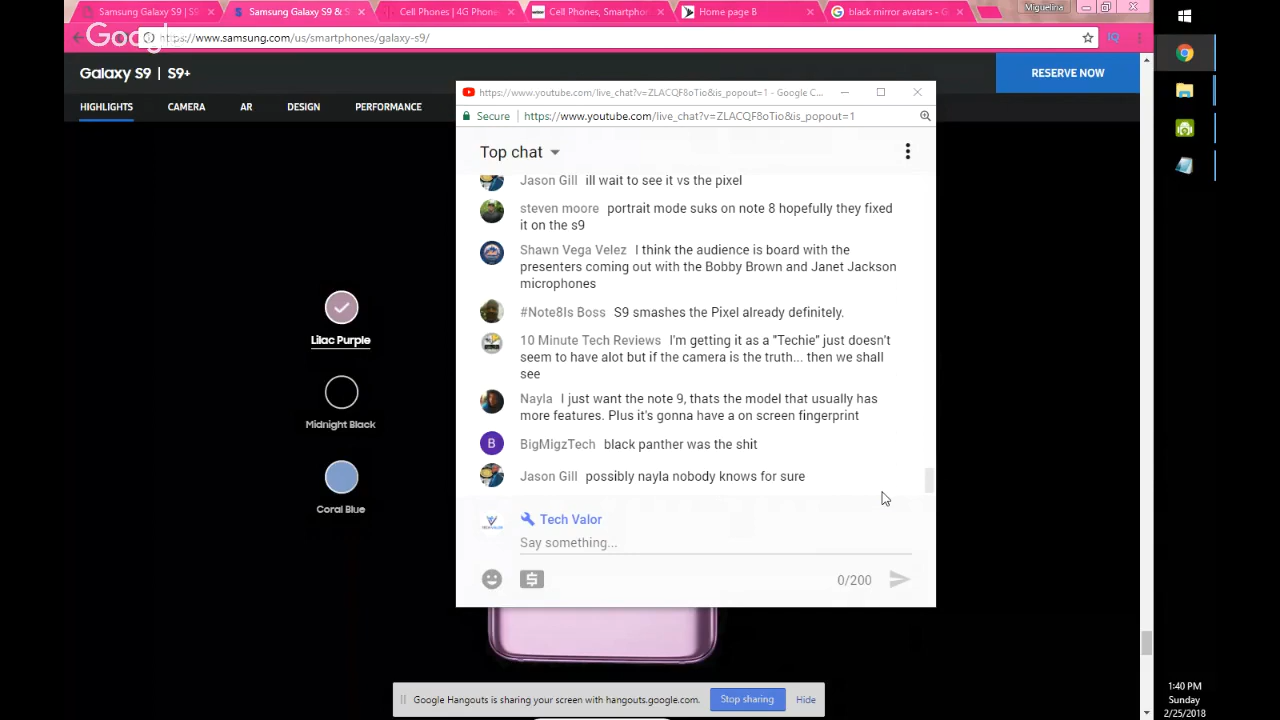 Samsung Galaxy S9 | S9
Samsung Galaxy S9 & S
Cell Phones | 4G Phone
Cell Phones, Smartphon
Home page B
black mirror avatars - G
Miguelina
Google
https://www.samsung.com/us/smartphones/galaxy-s9/
Galaxy S9 | S9+
RESERVE NOW
HIGHLIGHTS
CAMERA
AR
DESIGN
PERFORMANCE
https://www.youtube.com/live_chat?v=ZLACQF8oTio&is_popout=1 - Google C...
Secure
https://www.youtube.com/live_chat?v=ZLACQF8oTio&is_popout=1
Top chat
Jason Gill ill wait to see it vs the pixel
steven moore portrait mode suks on note 8 hopefully they fixed
it on the s9
Shawn Vega Velez I think the audience is board with the
presenters coming out with the Bobby Brown and Janet Jackson
microphones
#Note8Is Boss S9 smashes the Pixel already definitely.
10 Minute Tech Reviews I'm getting it as a "Techie" just doesn't
seem to have alot but if the camera is the truth... then we shall
see
Nayla I just want the note 9, thats the model that usually has
more features. Plus it's gonna have a on screen fingerprint
B
BigMigzTech black panther was the shit
Jason Gill possibly nayla nobody knows for sure
Tech Valor
Say something...
0/200
Lilac Purple
Midnight Black
Coral Blue
Google Hangouts is sharing your screen with hangouts.google.com.
Stop sharing
Hide
1:40 PM
Sunday
2/25/2018